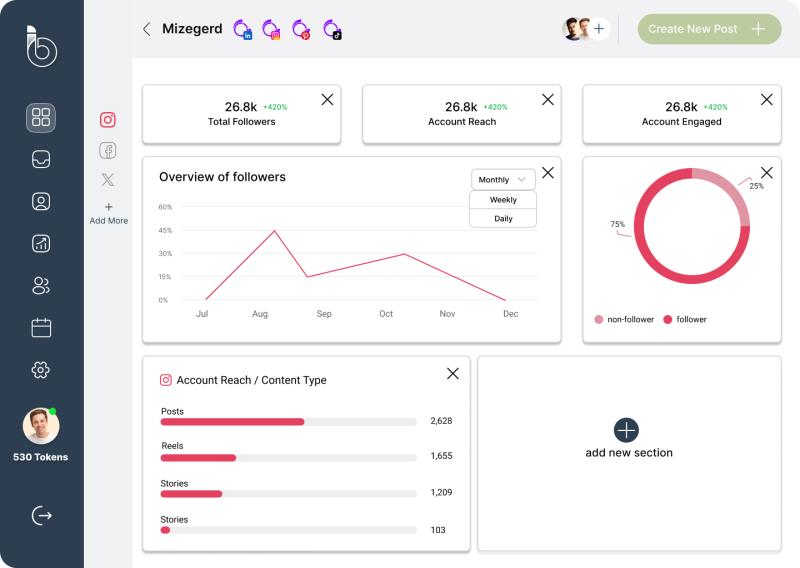 Mizegerd
Create New Post
26.8k +420%
Total Followers
26.8k +420%
Account Reach
26.8k +420%
Account Engaged
Add More
530 Tokens
Overview of followers
Monthly
Weekly
Daily
60%
45%
30%
15%
0%
Jul Aug Sep Oct Nov Dec
25%
75%
non-follower follower
Account Reach / Content Type
Posts
2,628
Reels
1,655
Stories
1,209
Stories
103
add new section